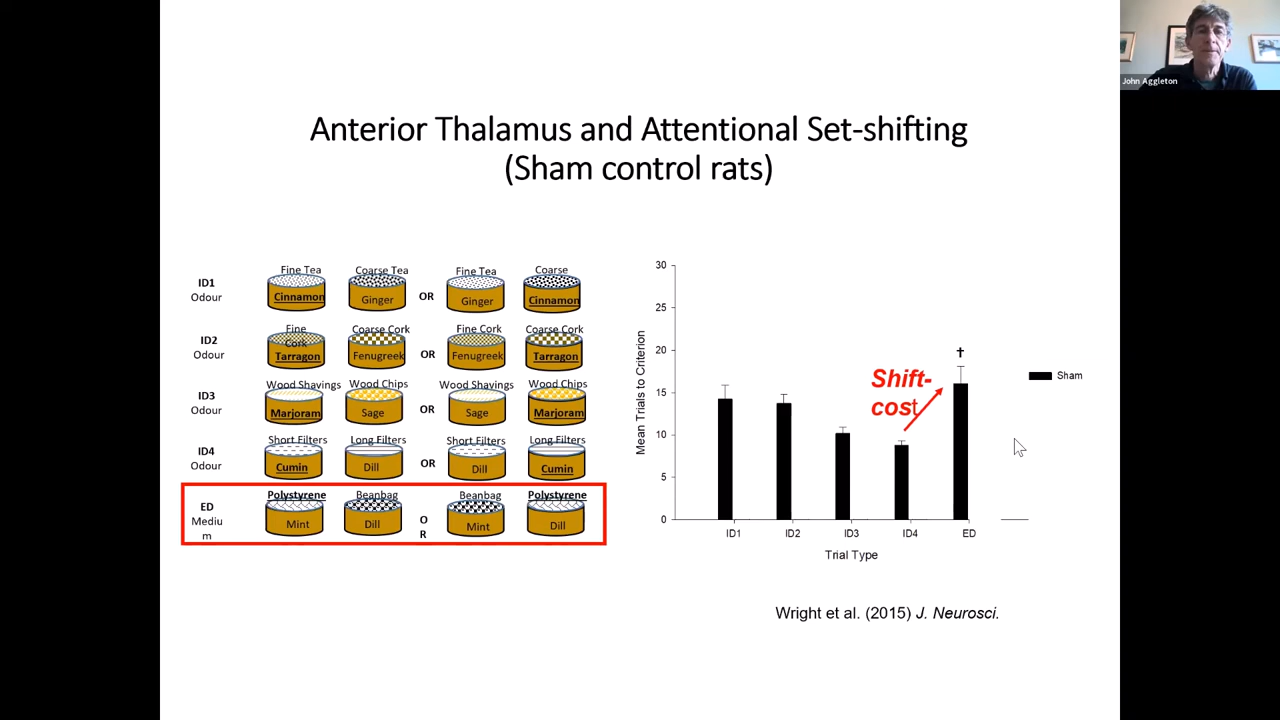 John Aggleton
Anterior Thalamus and Attentional Set-shifting
(Sham control rats)
ID1
Odour
Fine Tea
Cinnamon
Coarse Tea
Ginger
OR
Fine Tea
Ginger
Coarse
Cinnamon
ID2
Odour
Fine
Cork
Tarragon
Coarse Cork
Fenugreek
OR
Fine Cork
Fenugreek
Coarse Cork
Tarragon
ID3
Odour
Wood Shavings
Marjoram
Wood Chips
Sage
OR
Wood Shavings
Sage
Wood Chips
Marjoram
ID4
Odour
Short Filters
Cumin
Long Filters
Dill
OR
Short Filters
Dill
Long Filters
Cumin
ED
Mediu
m
Polystyrene
Mint
Beanbag
Dill
O
R
Beanbag
Mint
Polystyrene
Dill
Mean Trials to Criterion
30
25
20
15
10
5
0
Shift-
cost
†
Sham
ID1 ID2 ID3 ID4 ED
Trial Type
Wright et al. (2015) J. Neurosci.